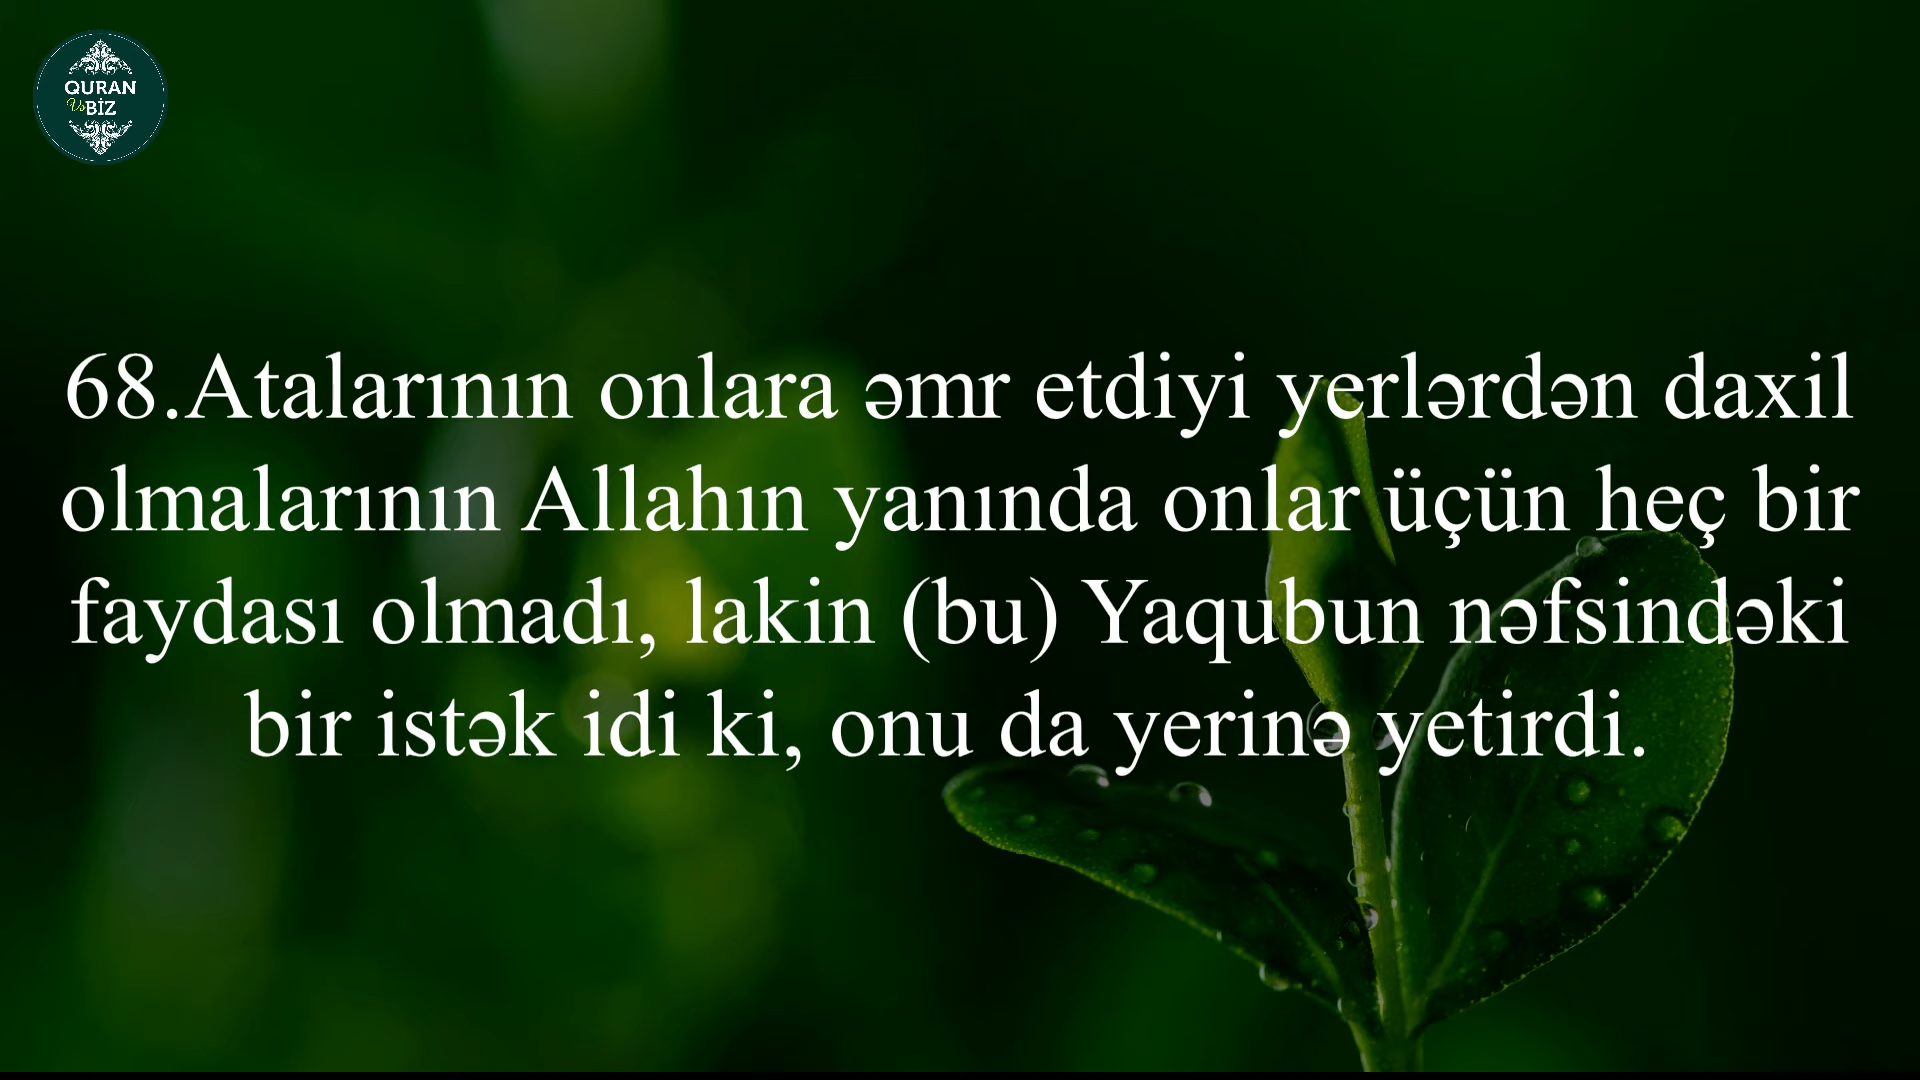 QURAN
Və BİZ
68.Atalarının onlara əmr etdiyi yerlərdən daxil
olmalarının Allahın yanında onlar üçün heç bir
faydası olmadı, lakin (bu) Yaqubun nəfsindəki
bir istək idi ki, onu da yerinə yetirdi.